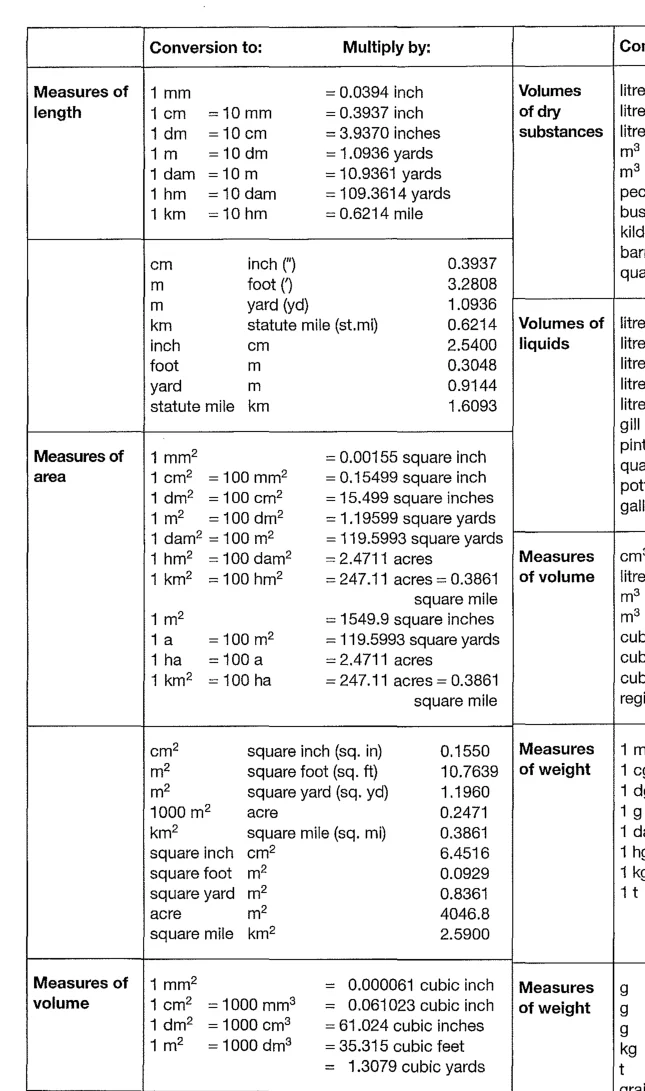 Conversion to: Multiply by:
Measures of length
1 mm = 0.0394 inch
1 cm = 10 mm = 0.3937 inch
1 dm = 10 cm = 3.9370 inches
1 m = 10 dm = 1.0936 yards
1 dam = 10 m = 10.9361 yards
1 hm = 10 dam = 109.3614 yards
1 km = 10 hm = 0.6214 mile
cm inch (") 0.3937
m foot (′) 3.2808
m yard (yd) 1.0936
km statute mile (st.mi) 0.6214
inch cm 2.5400
foot m 0.3048
yard m 0.9144
statute mile km 1.6093
Measures of area
1 mm² = 0.00155 square inch
1 cm² = 100 mm² = 0.15499 square inch
1 dm² = 100 cm² = 15.499 square inches
1 m² = 100 dm² = 1.19599 square yards
1 dam² = 100 m² = 119.5993 square yards
1 hm² = 100 dam² = 2.4711 acres
1 km² = 100 hm² = 247.11 acres = 0.3861
square mile
1 m² = 1549.9 square inches
1 a = 100 m² = 119.5993 square yards
1 ha = 100 a = 2.4711 acres
1 km² = 100 ha = 247.11 acres = 0.3861
square mile
cm² square inch (sq. in) 0.1550
m² square foot (sq. ft) 10.7639
m² square yard (sq. yd) 1.1960
1000 m² acre 0.2471
km² square mile (sq. mi) 0.3861
square inch cm² 6.4516
square foot m² 0.0929
square yard m² 0.8361
acre m² 4046.8
square mile km² 2.5900
Measures of volume
1 mm² = 0.000061 cubic inch
1 cm² = 1000 mm³ = 0.061023 cubic inch
1 dm² = 1000 cm³ = 61.024 cubic inches
1 m² = 1000 dm³ = 35.315 cubic feet
= 1.3079 cubic yards
Volumes
of dry
substances
m³
m³
Volumes of
liquids
gill
Measures
of volume
m³
m³
Measures
of weight
1 g
1 t
Measures
of weight
g
g
g
kg
t